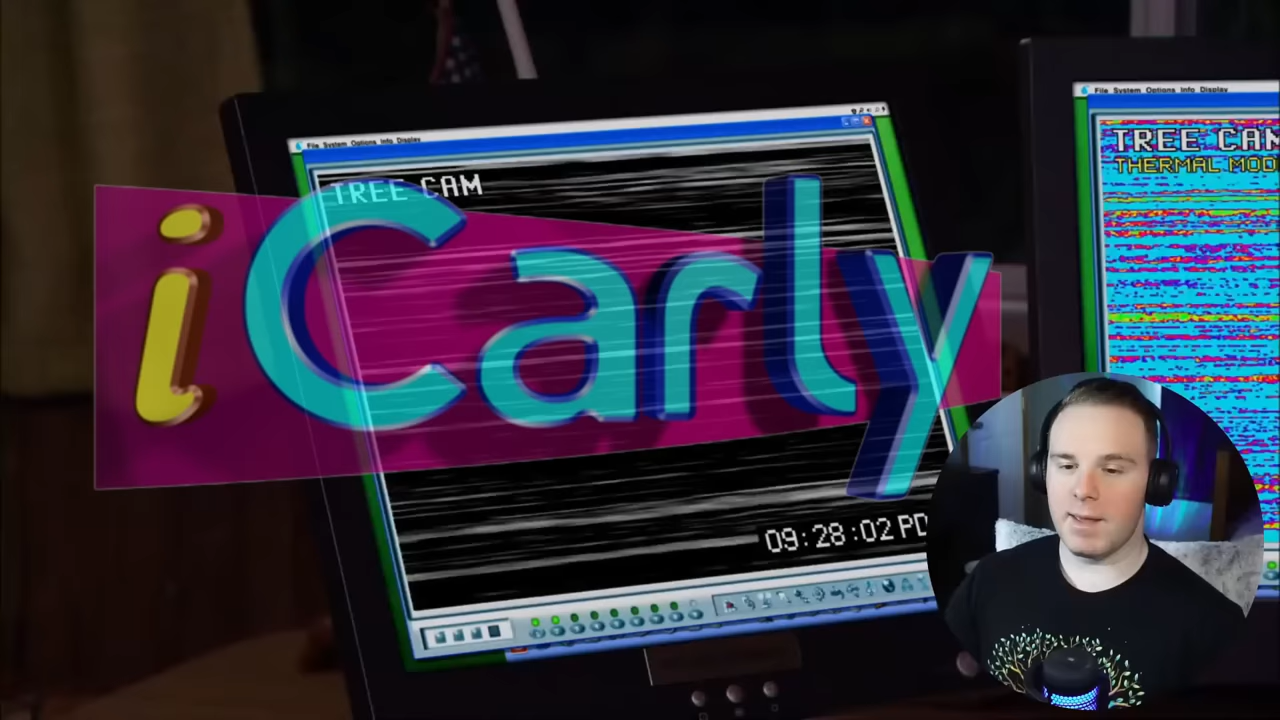 File System Options Info Display
TREE CAM
iCarly
09:28:02 PD
File System Options Info Display
TREE CAM
THERMAL MOD